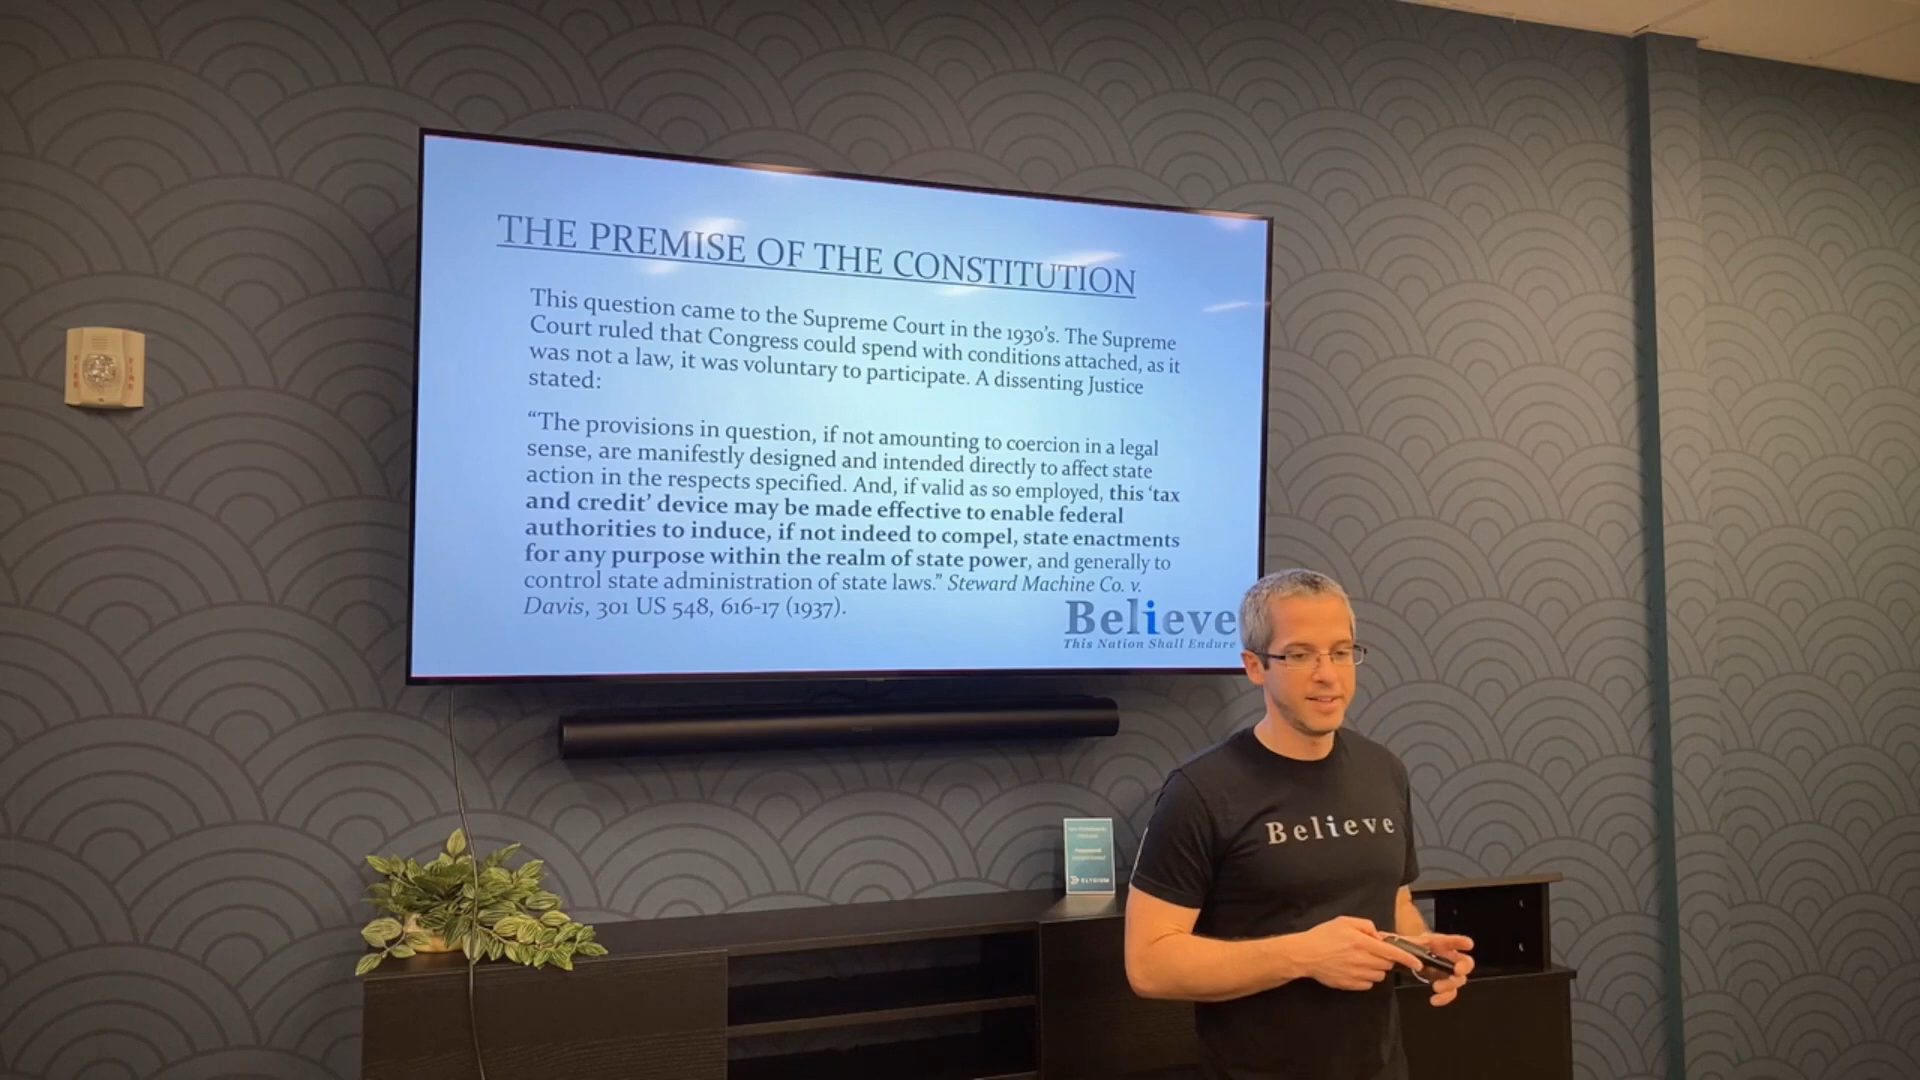 THE PREMISE OF THE CONSTITUTION
This question came to the Supreme Court in the 1930's. The Supreme
Court ruled that Congress could spend with conditions attached, as it
was not a law, it was voluntary to participate. A dissenting Justice
stated:
“The provisions in question, if not amounting to coercion in a legal
sense, are manifestly designed and intended directly to affect state
action in the respects specified. And, if valid as so employed, this ‘tax
and credit’ device may be made effective to enable federal
authorities to induce, if not indeed to compel, state enactments
for any purpose within the realm of state power, and generally to
control state administration of state laws.” Steward Machine Co. v.
Davis, 301 US 548, 616-17 (1937).
Believe
This Nation Shall Endure
Believe
FIRE
FIRE